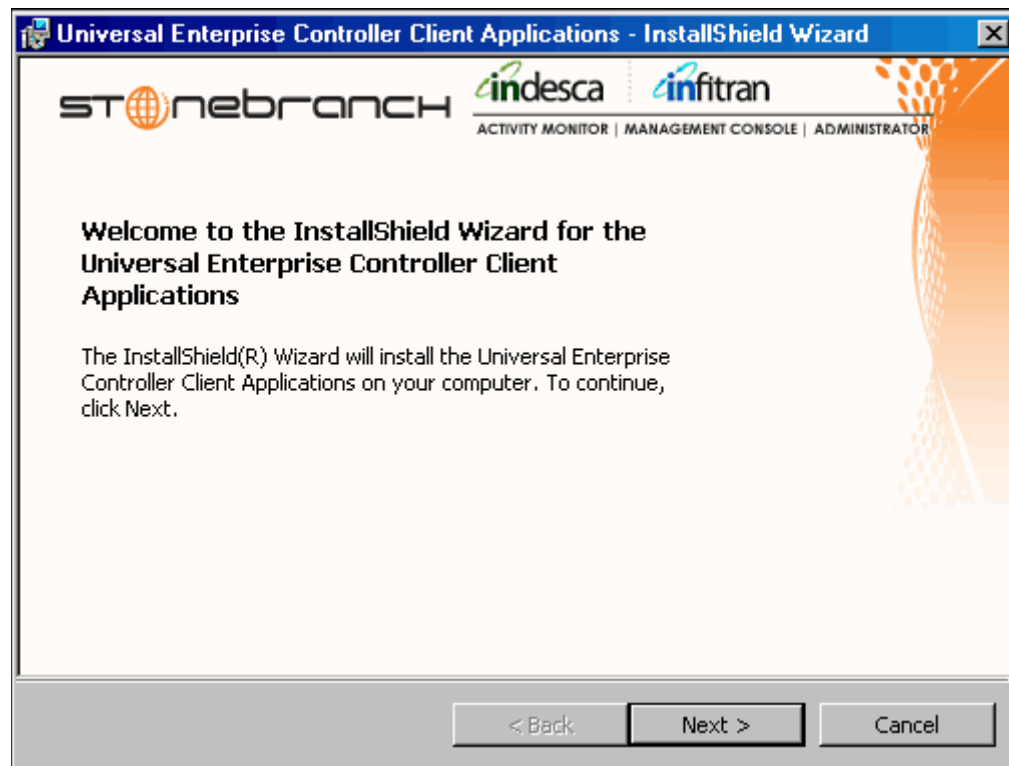 Universal Enterprise Controller Client Applications - InstallShield Wizard
stonebranch
indesca infitran
ACTIVITY MONITOR | MANAGEMENT CONSOLE | ADMINISTRATOR
Welcome to the InstallShield Wizard for the
Universal Enterprise Controller Client
Applications
The InstallShield(R) Wizard will install the Universal Enterprise
Controller Client Applications on your computer. To continue,
click Next.
< Back Next > Cancel